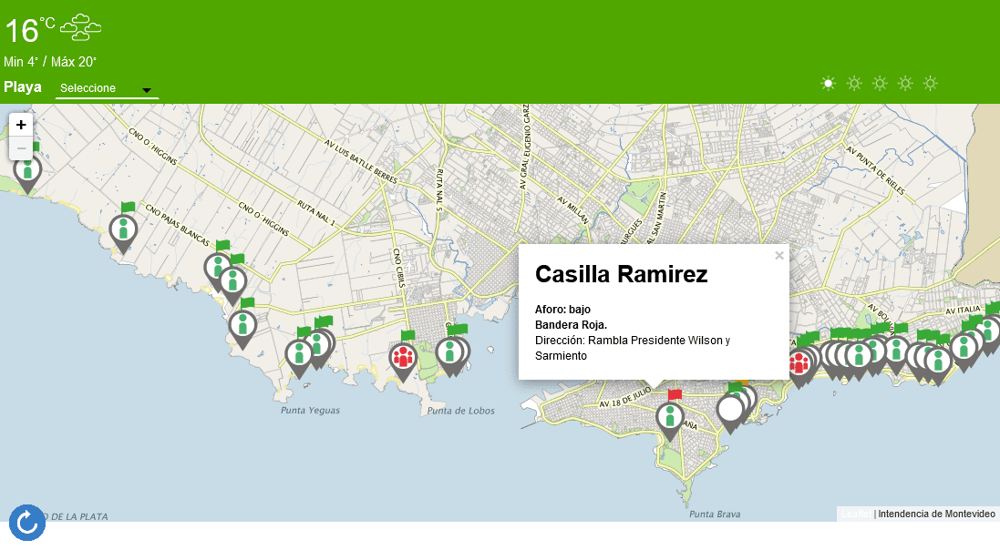 16°C
Min 4° / Máx 20°
Playa Seleccione
+
−
CNO O´HIGGINS
AV LUIS BATLLE BERRES
RUTA NAL 5
AV GRAL EUGENIO GARZ
AV PUNTA DE RIELES
CNO PAJAS BLANCAS
CNO O´HIGGINS
RUTA NAL 1
AV MILLAN
AL SAN MARTIN
BURGUES
CNO CIBILS
×
Casilla Ramirez
Aforo: bajo
Bandera Roja.
Dirección: Rambla Presidente Wilson y
Sarmiento
AV ITALIA
AV 18 DE JULIO
AÑA
Punta Yeguas
Punta de Lobos
Punta Brava
O DE LA PLATA
Leaflet | Intendencia de Montevideo